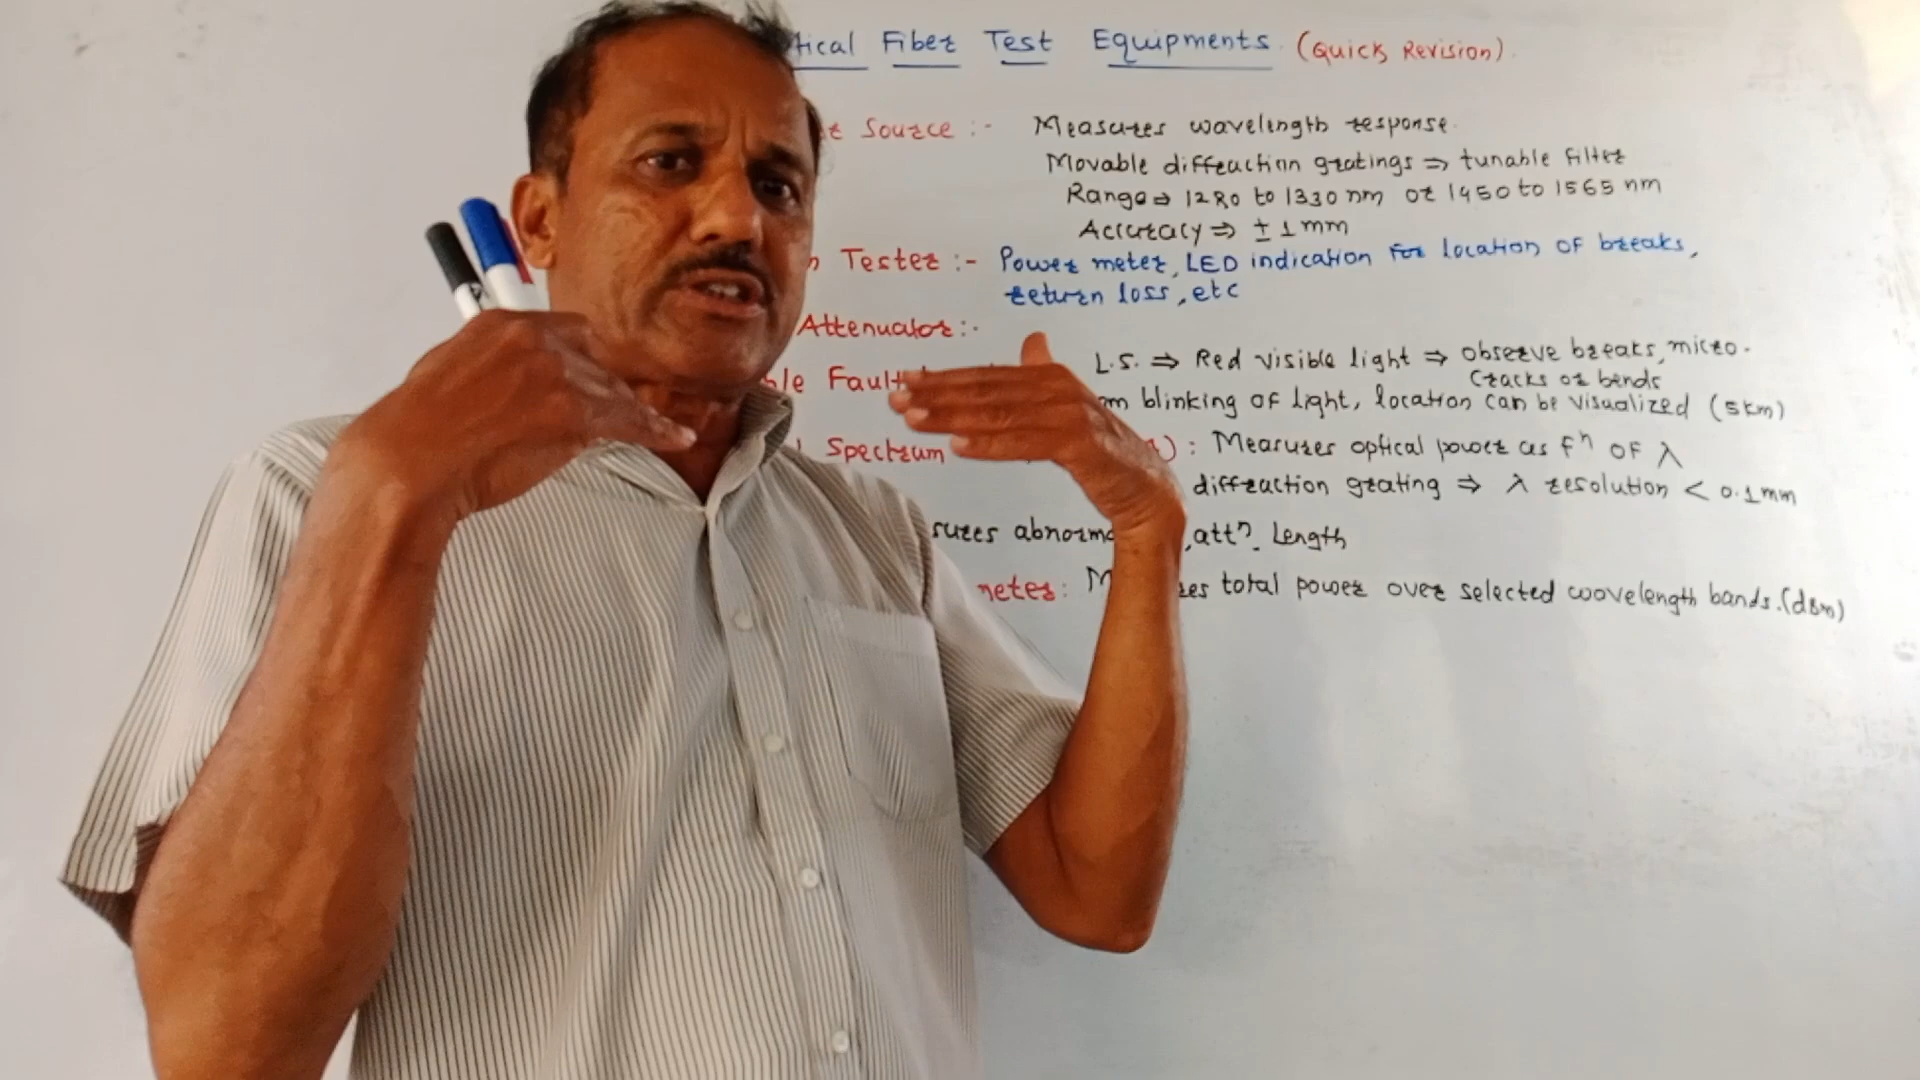 tical Fiber Test Equipments (Quick Revision).
Source :- Measures wavelength response.
Movable diffraction gratings ⇒ tunable filter
Range ⇒ 1280 to 1330 nm or 1450 to 1565 nm
Accuracy ⇒ ± 1 mm
Tester :- Power meter, LED indication for location of breaks,
return loss, etc
Attenuator :-
L.S. ⇒ Red visible light ⇒ observe breaks, micro-
ble Fault cracks or bends
om blinking of light, location can be visualized (5km)
Spectrum ) : Measures optical power as fⁿ of λ
diffraction grating ⇒ λ resolution < 0.1mm
sures abnorma ,attⁿ. Length
meter: M res total power over selected wavelength bands.(dBm)